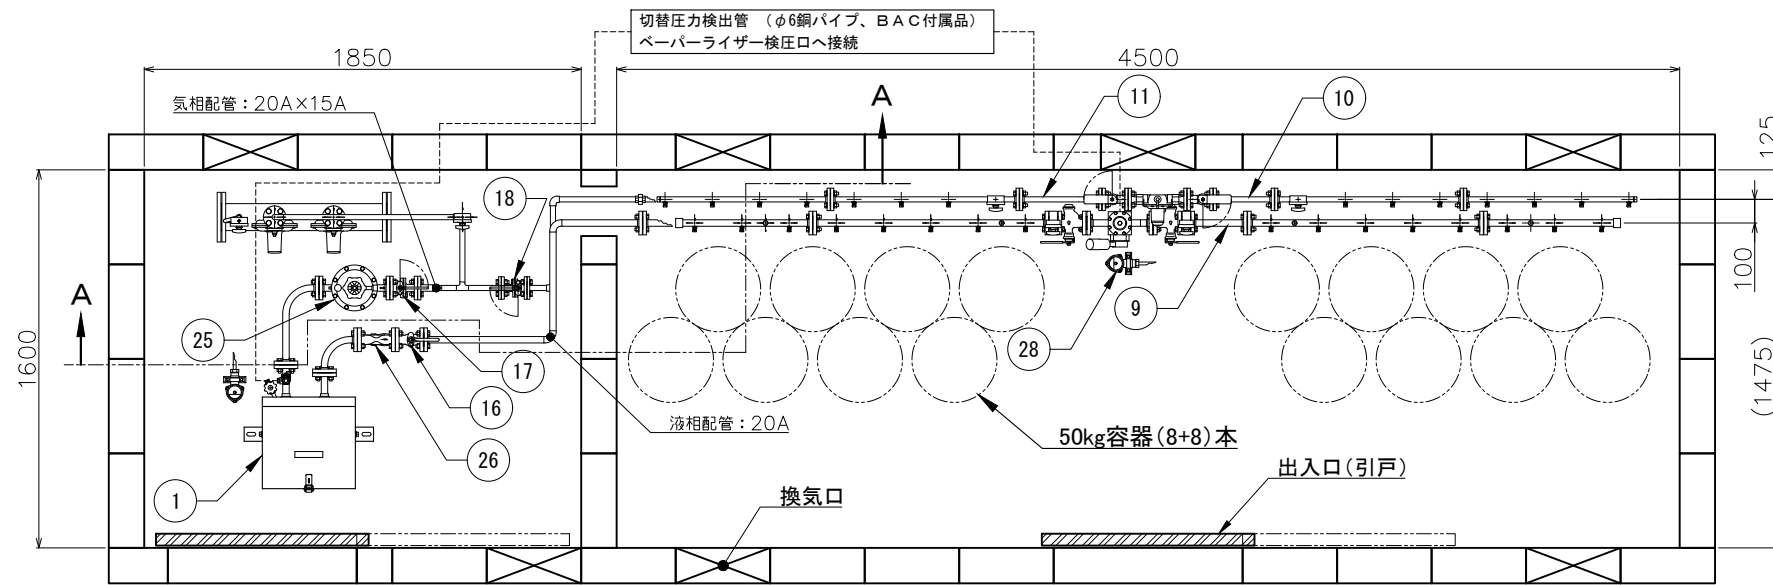 切替圧力検出管 (φ6銅パイプ、BAC付属品)
ベーパーライザー検圧口へ接続
1850
4500
気相配管:20A×15A
A
11
10
125
18
A
100
9
25
28
1600
17
(1475)
16
液相配管:20A
50kg容器(8+8)本
26
出入口(引戸)
1
換気口